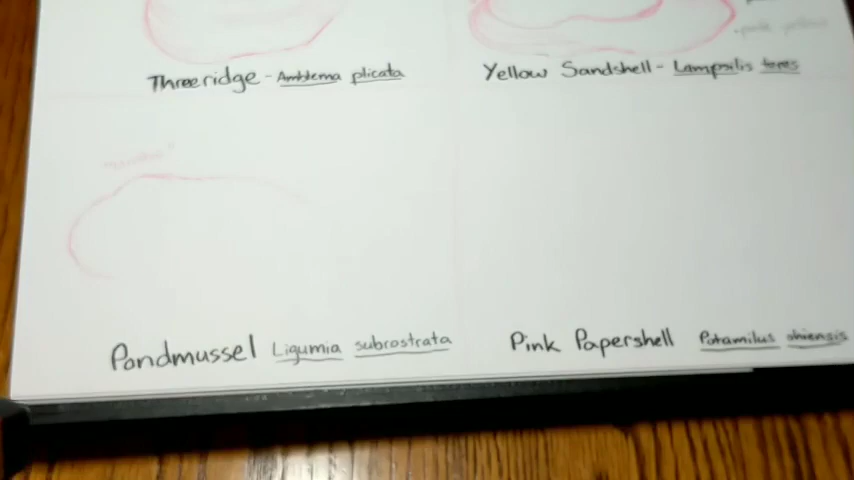 Threeridge - Amblema plicata
Yellow Sandshell - Lampsilis teres
Pondmussel Ligumia subrostrata
Pink Papershell Potamilus ohiensis